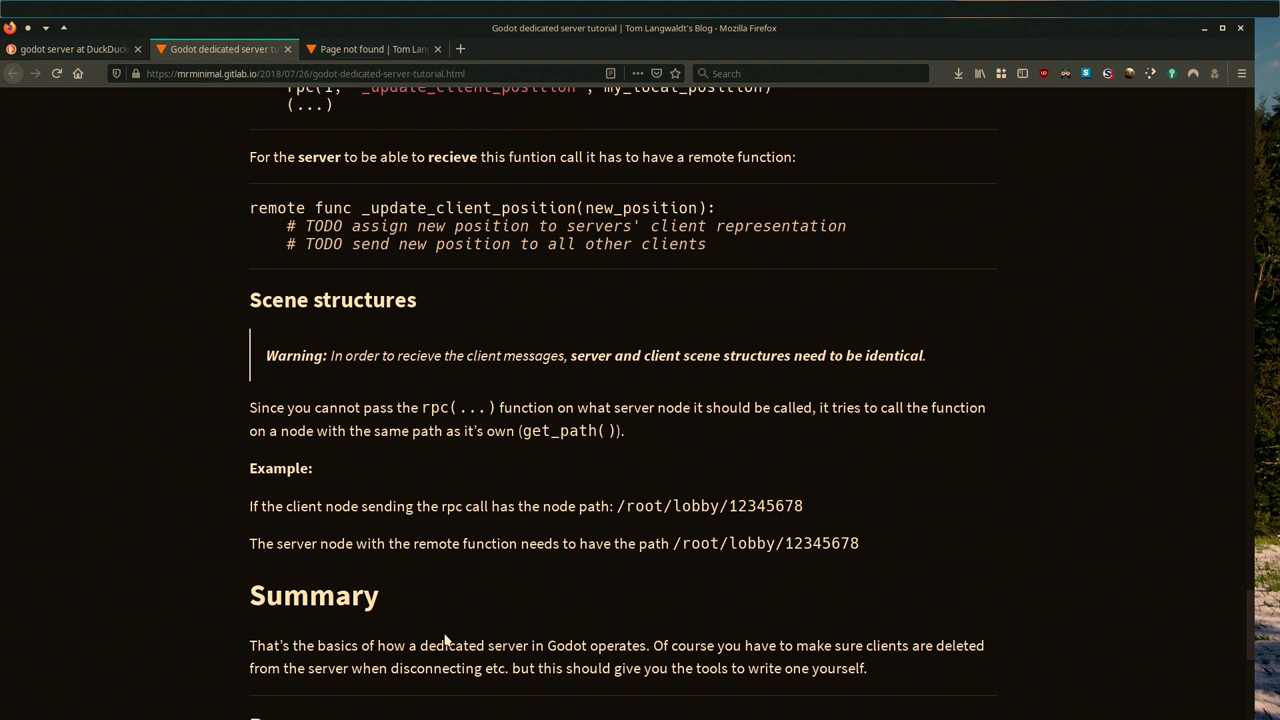 Godot dedicated server tutorial | Tom Langwaldt's Blog - Mozilla Firefox
godot server at DuckDuck
Godot dedicated server tu
Page not found | Tom Lang
https://mrminimal.gitlab.io/2018/07/26/godot-dedicated-server-tutorial.html
Search
rpc(1, "_update_client_position", my_local_position)
(...)
For the server to be able to recieve this funtion call it has to have a remote function:
remote func _update_client_position(new_position):
# TODO assign new position to servers' client representation
# TODO send new position to all other clients
Scene structures
Warning: In order to recieve the client messages, server and client scene structures need to be identical.
Since you cannot pass the rpc(...) function on what server node it should be called, it tries to call the function
on a node with the same path as it's own (get_path()).
Example:
If the client node sending the rpc call has the node path: /root/lobby/12345678
The server node with the remote function needs to have the path /root/lobby/12345678
Summary
That's the basics of how a dedicated server in Godot operates. Of course you have to make sure clients are deleted
from the server when disconnecting etc. but this should give you the tools to write one yourself.